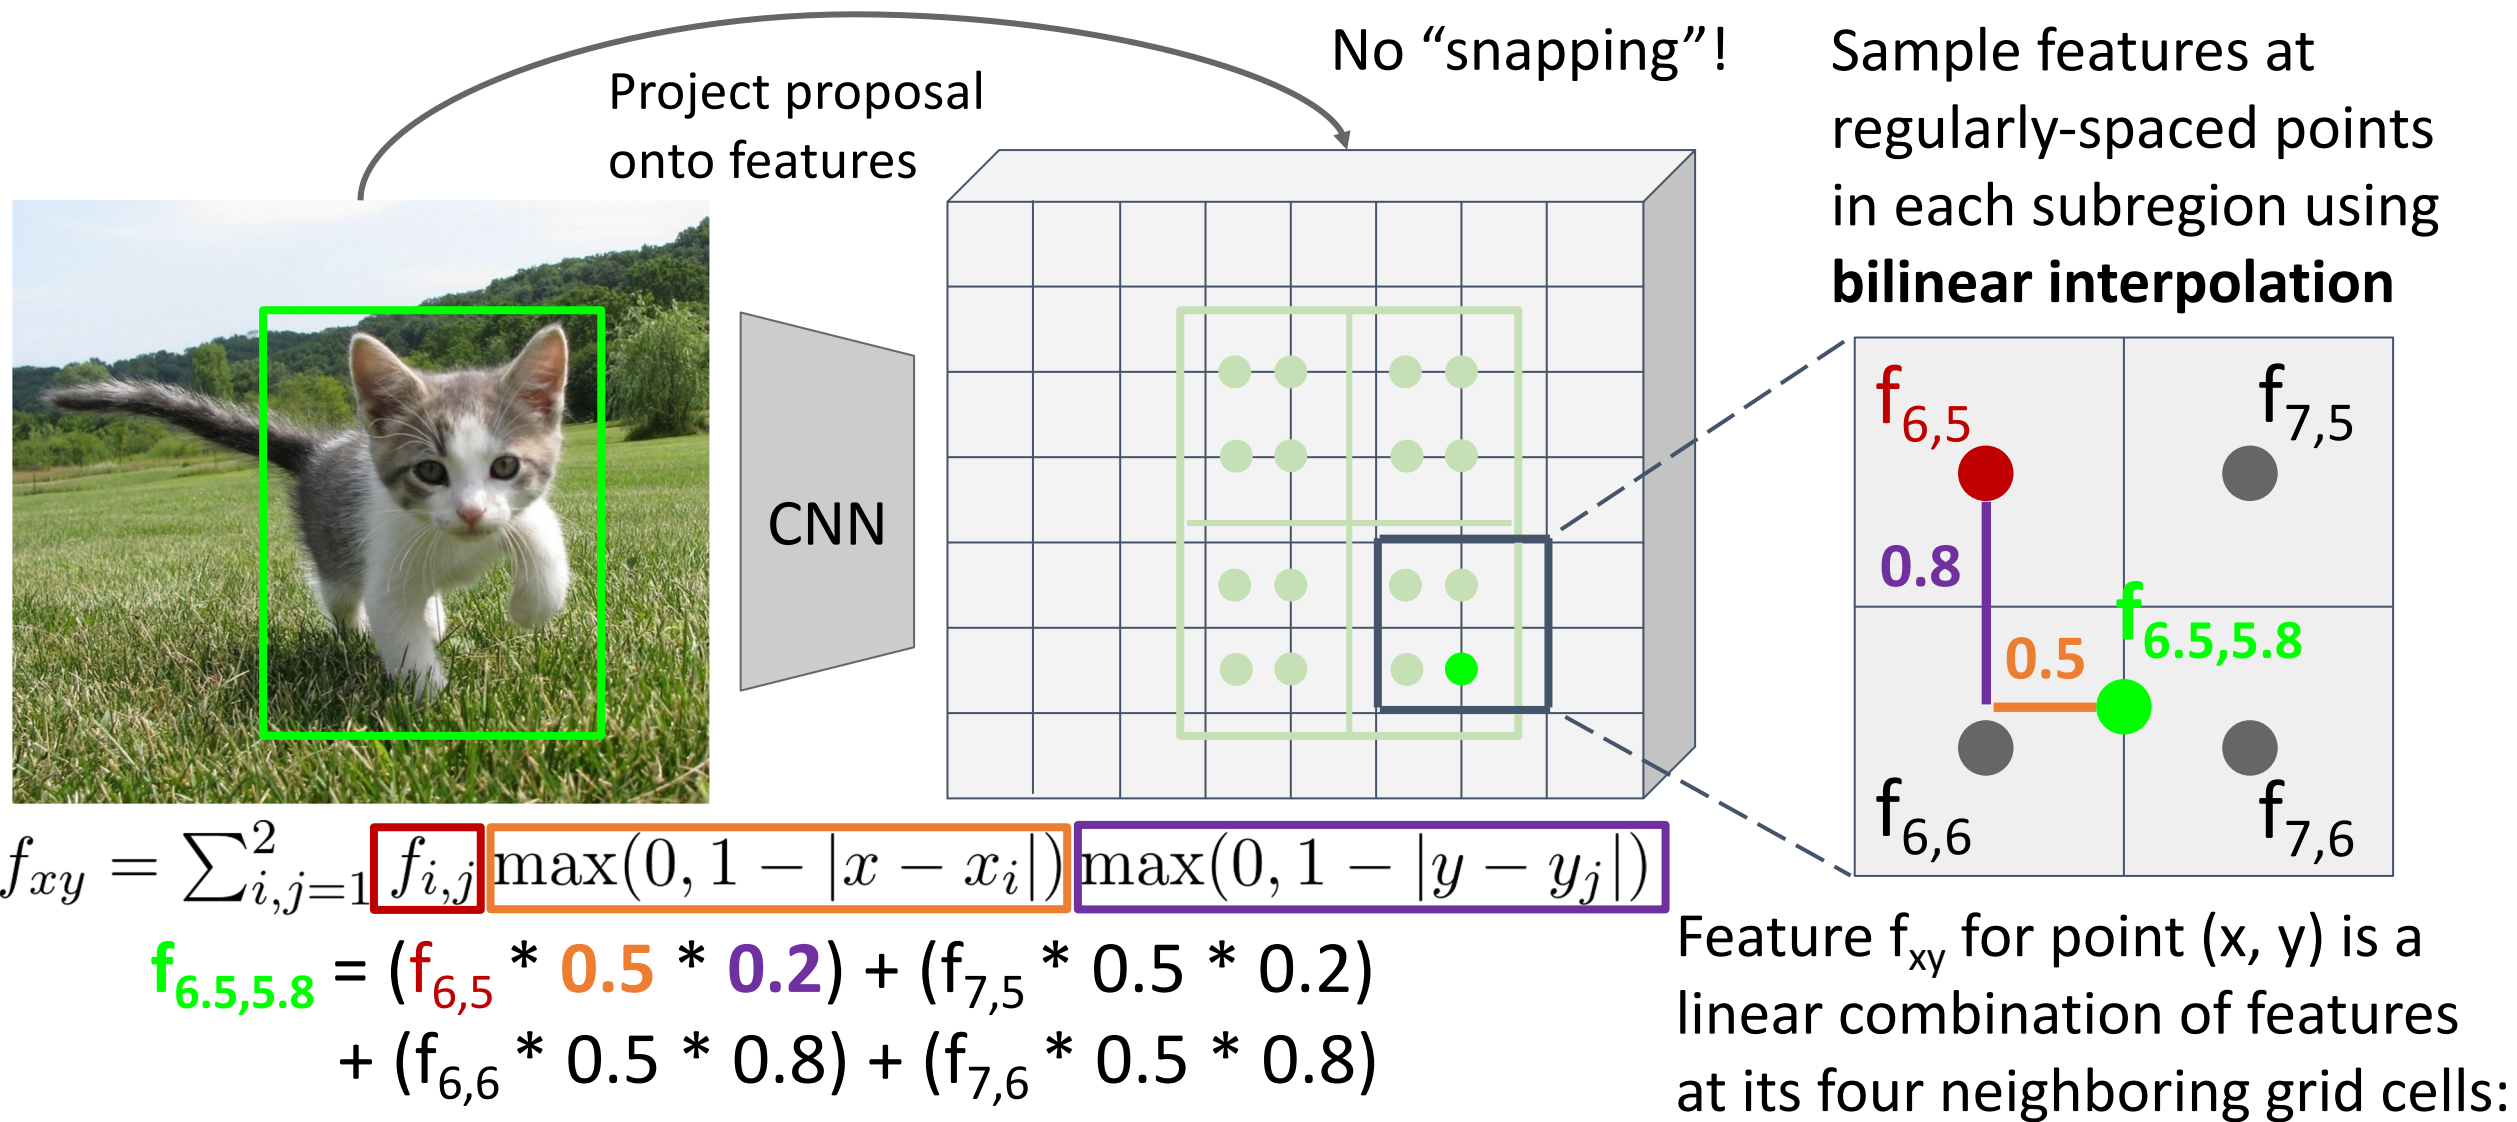 No “snapping”!
Project proposal
onto features
Sample features at
regularly-spaced points
in each subregion using
bilinear interpolation
CNN
f6,5
f7,5
0.8
f6.5,5.8
0.5
f6,6
f7,6
fxy = ∑²i,j=1 fi,j max(0, 1 − |x − xi|) max(0, 1 − |y − yj|)
f6.5,5.8 = (f6,5 * 0.5 * 0.2) + (f7,5 * 0.5 * 0.2)
+ (f6,6 * 0.5 * 0.8) + (f7,6 * 0.5 * 0.8)
Feature fxy for point (x, y) is a
linear combination of features
at its four neighboring grid cells: